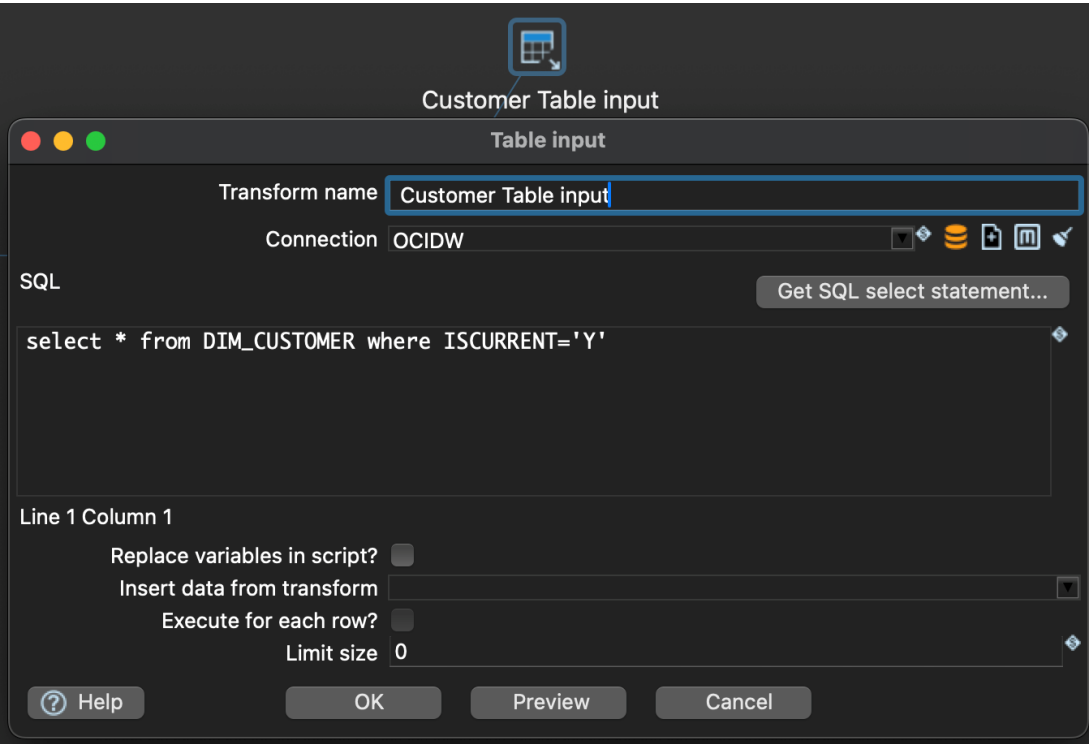 Customer Table input
Table input
Transform name Customer Table input
Connection OCIDW
SQL
Get SQL select statement...
select * from DIM_CUSTOMER where ISCURRENT='Y'
Line 1 Column 1
Replace variables in script?
Insert data from transform
Execute for each row?
Limit size 0
? Help OK Preview Cancel